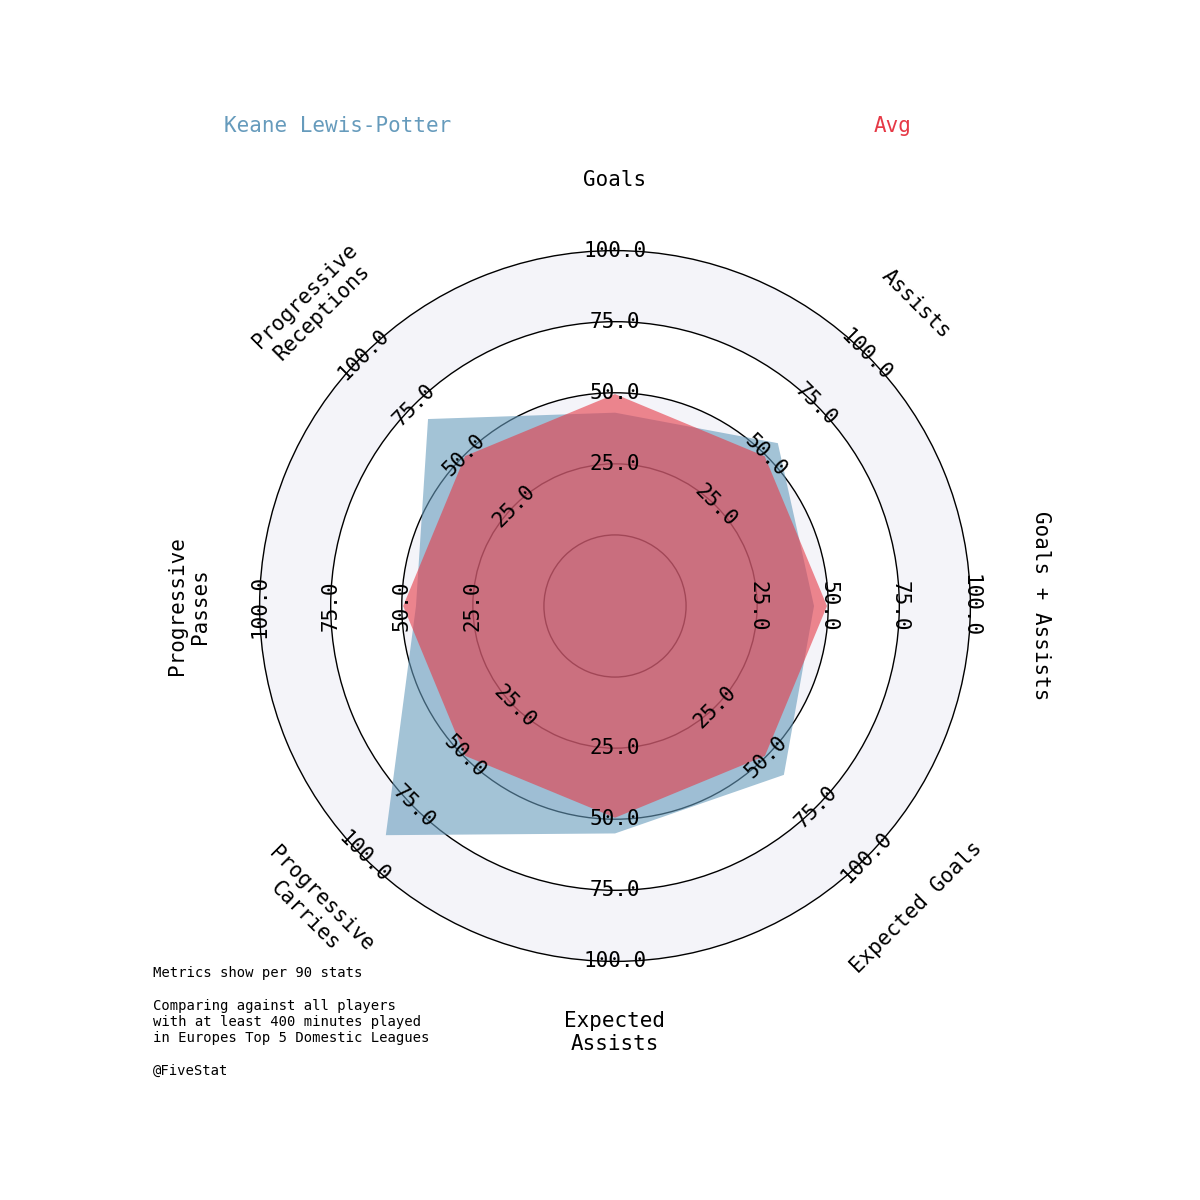 Keane Lewis-Potter
Avg
Goals
Assists
Goals + Assists
Expected Goals
Expected
Assists
Progressive
Carries
Progressive
Passes
Progressive
Receptions
25.0
50.0
75.0
100.0
25.0
50.0
75.0
100.0
25.0
50.0
75.0
100.0
25.0
50.0
75.0
100.0
25.0
50.0
75.0
100.0
25.0
50.0
75.0
100.0
25.0
50.0
75.0
100.0
25.0
50.0
75.0
100.0
Metrics show per 90 stats
Comparing against all players
with at least 400 minutes played
in Europes Top 5 Domestic Leagues
@FiveStat